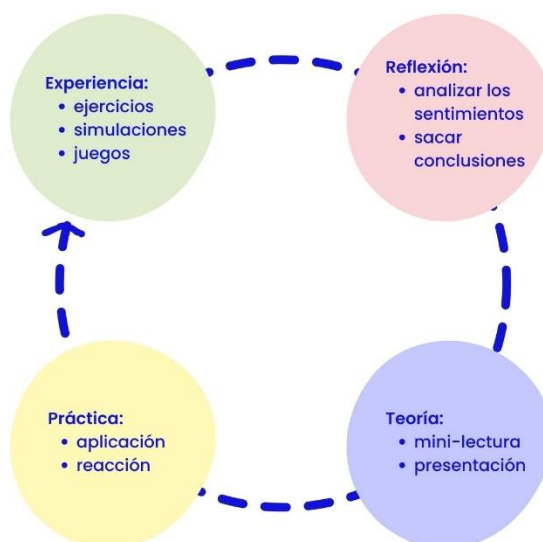 Experiencia:
• ejercicios
• simulaciones
• juegos
Reflexión:
• analizar los
sentimientos
• sacar
conclusiones
Práctica:
• aplicación
• reacción
Teoría:
• mini-lectura
• presentación